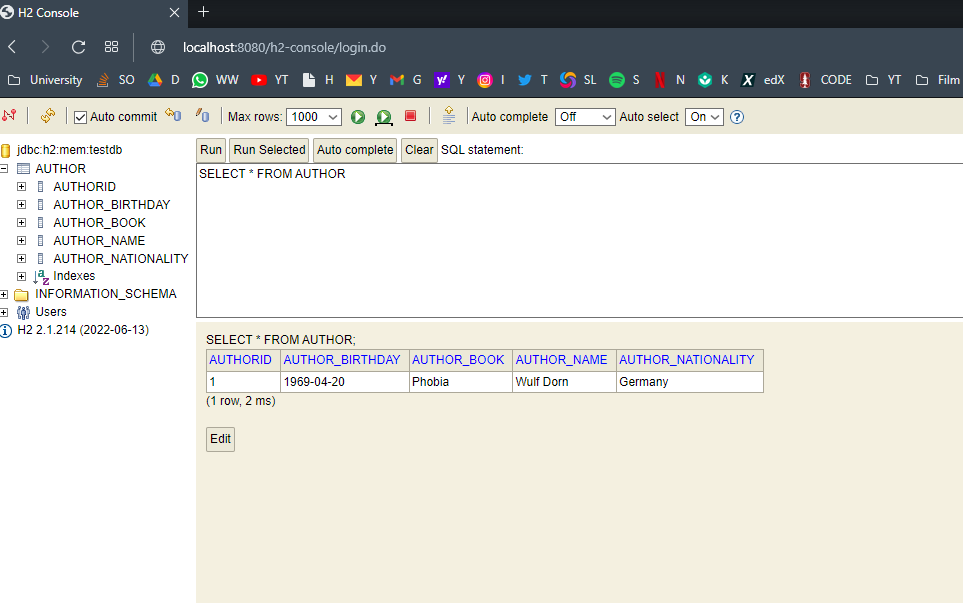 H2 Console
localhost:8080/h2-console/login.do
University SO D WW YT H Y G Y I T SL S N K edX CODE YT Film
Auto commit Max rows: 1000 Auto complete Off Auto select On
jdbc:h2:mem:testdb
AUTHOR
AUTHORID
AUTHOR_BIRTHDAY
AUTHOR_BOOK
AUTHOR_NAME
AUTHOR_NATIONALITY
Indexes
INFORMATION_SCHEMA
Users
H2 2.1.214 (2022-06-13)
Run Run Selected Auto complete Clear SQL statement:
SELECT * FROM AUTHOR
SELECT * FROM AUTHOR;
AUTHORID AUTHOR_BIRTHDAY AUTHOR_BOOK AUTHOR_NAME AUTHOR_NATIONALITY
1 1969-04-20 Phobia Wulf Dorn Germany
(1 row, 2 ms)
Edit